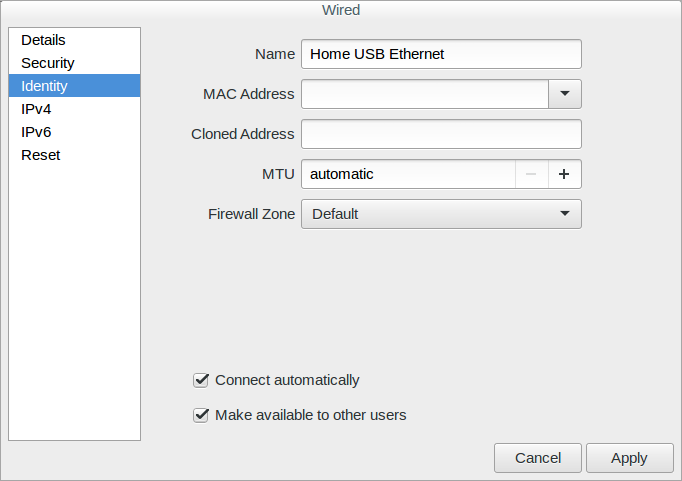 Wired
Details
Security
Identity
IPv4
IPv6
Reset
Name Home USB Ethernet
MAC Address
Cloned Address
MTU automatic
Firewall Zone Default
Connect automatically
Make available to other users
Cancel Apply